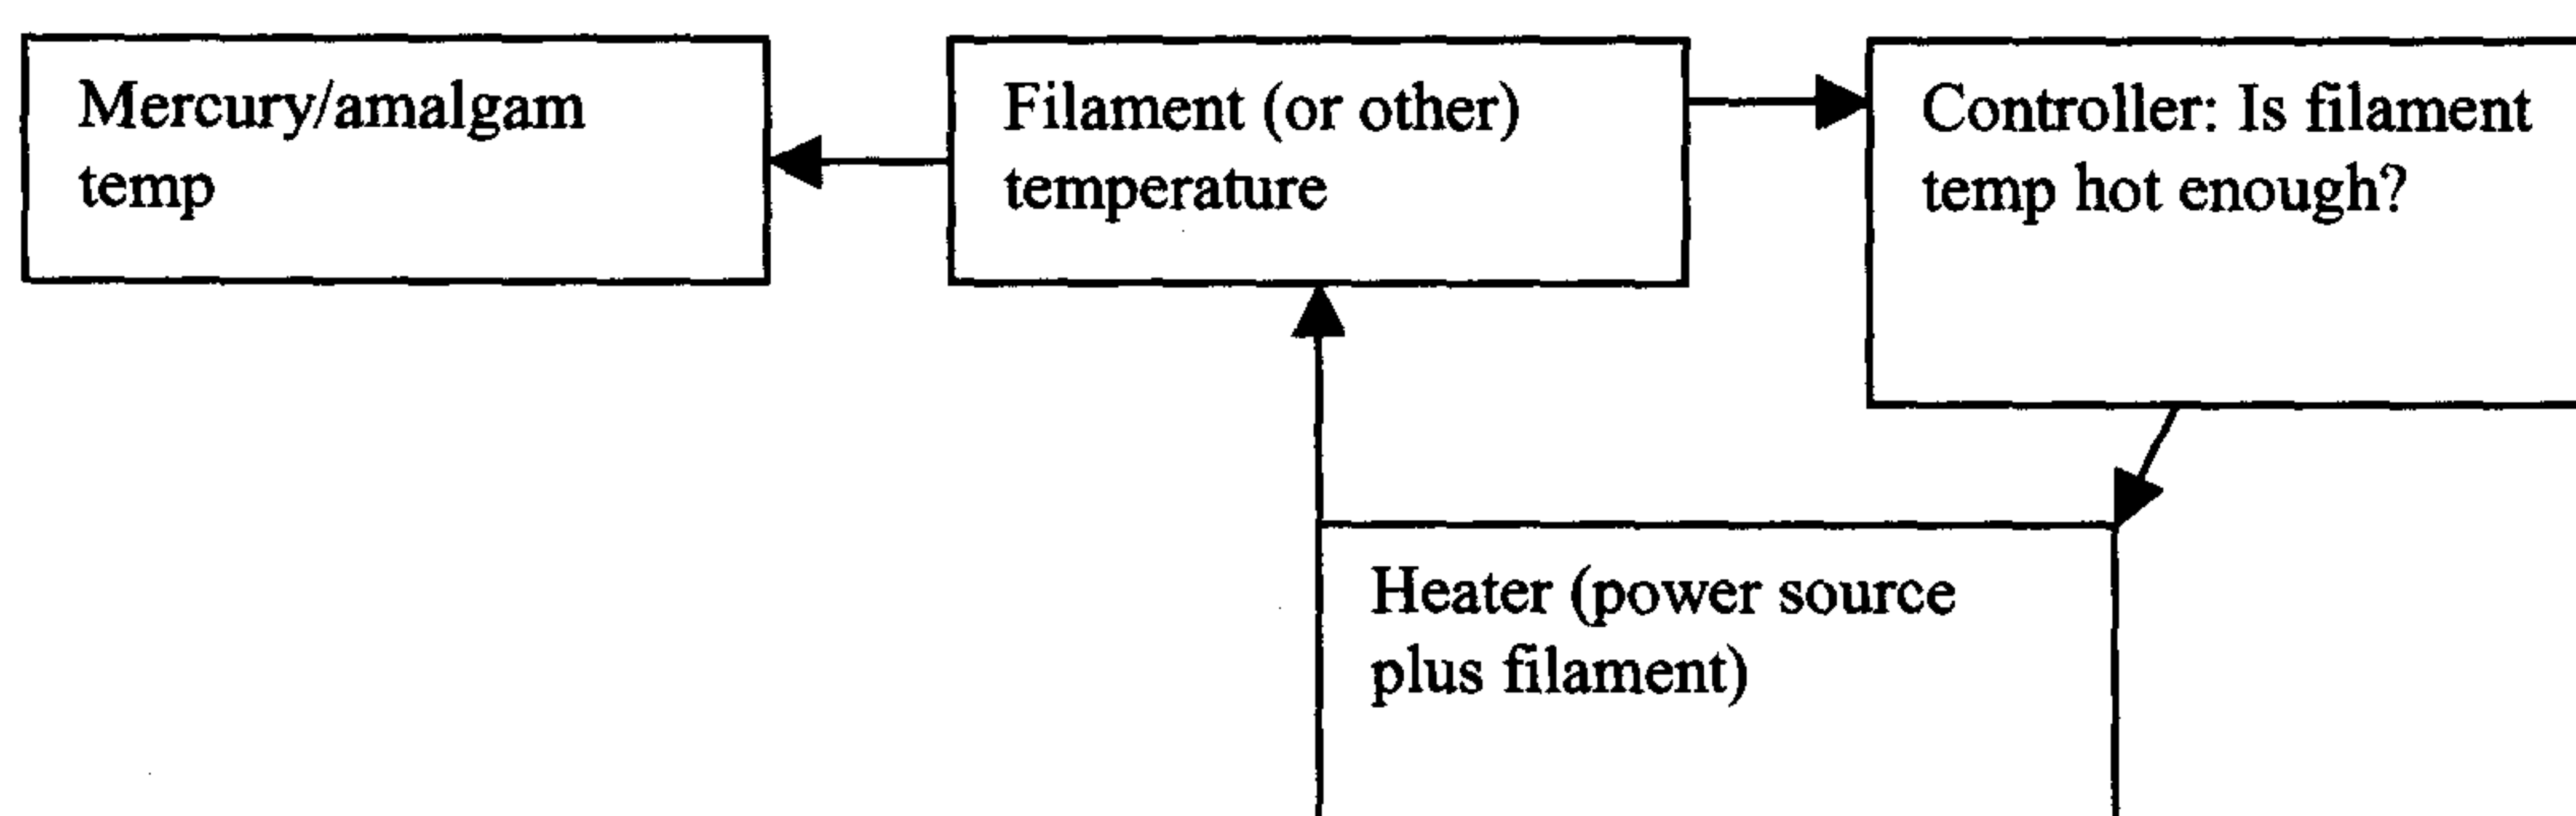 Mercury/amalgam
temp
Filament (or other)
temperature
Controller: Is filament
temp hot enough?
Heater (power source
plus filament)